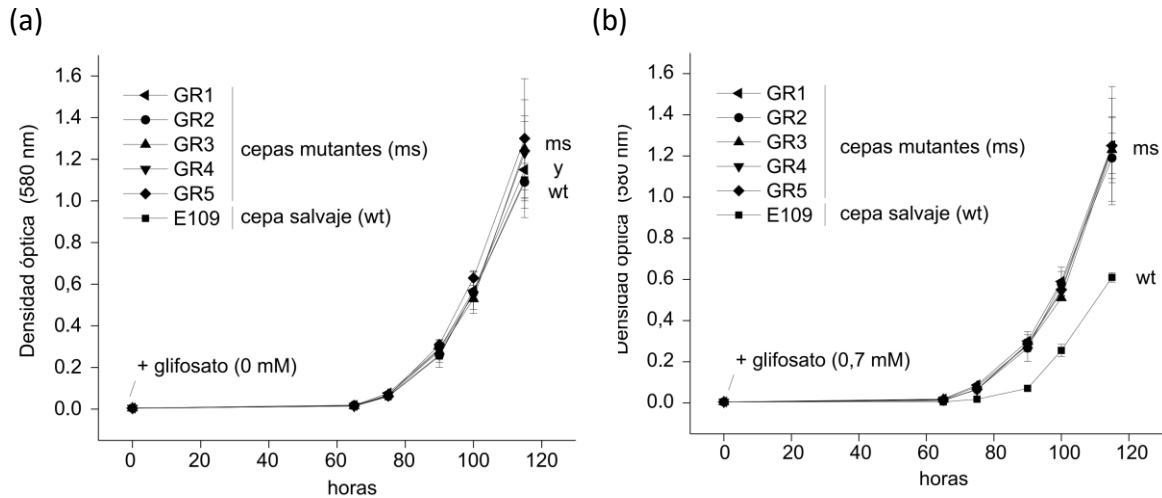 (a)
Densidad óptica (580 nm)
1.6
1.4
1.2
1.0
0.8
0.6
0.4
0.2
0.0
GR1
GR2
GR3
GR4
GR5
E109
cepas mutantes (ms)
cepa salvaje (wt)
ms
y
wt
+ glifosato (0 mM)
0 20 40 60 80 100 120
horas
(b)
Densidad óptica (580 nm)
1.6
1.4
1.2
1.0
0.8
0.6
0,4
0.2
0.0
GR1
GR2
GR3
GR4
GR5
E109
cepas mutantes (ms)
cepa salvaje (wt)
ms
wt
+ glifosato (0,7 mM)
0 20 40 60 80 100 120
horas